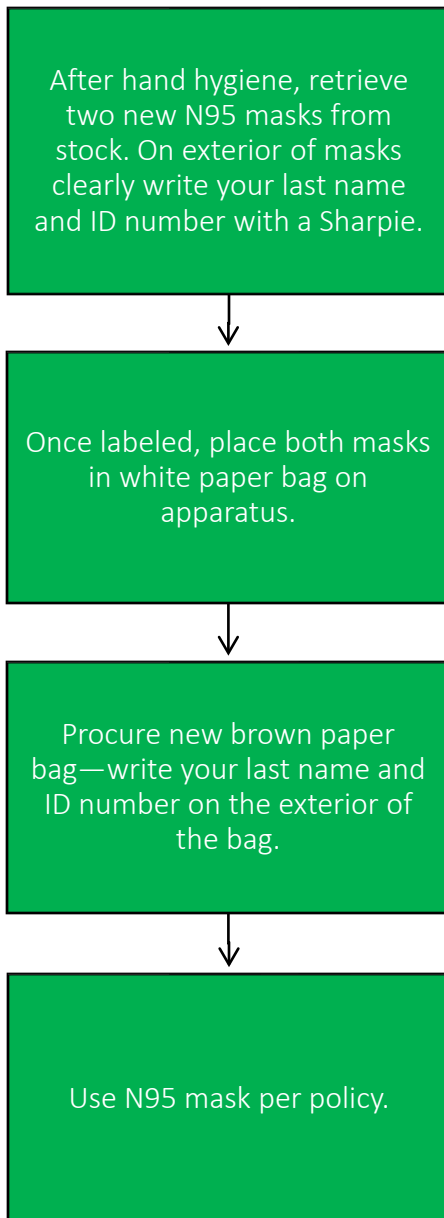 After hand hygiene, retrieve
two new N95 masks from
stock. On exterior of masks
clearly write your last name
and ID number with a Sharpie.
Once labeled, place both masks
in white paper bag on
apparatus.
Procure new brown paper
bag—write your last name and
ID number on the exterior of
the bag.
Use N95 mask per policy.